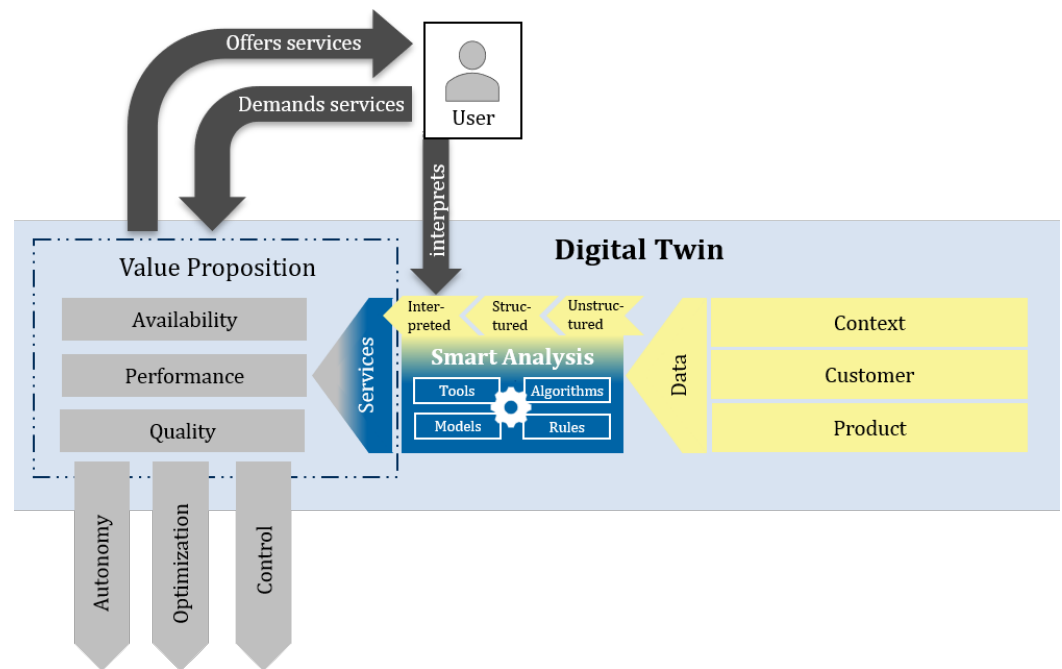 Offers services
Demands services
User
interprets
Digital Twin
Value Proposition
Availability
Performance
Quality
Services
Inter-
preted
Struc-
tured
Unstruc-
tured
Smart Analysis
Tools
Algorithms
Models
Rules
Data
Context
Customer
Product
Autonomy
Optimization
Control